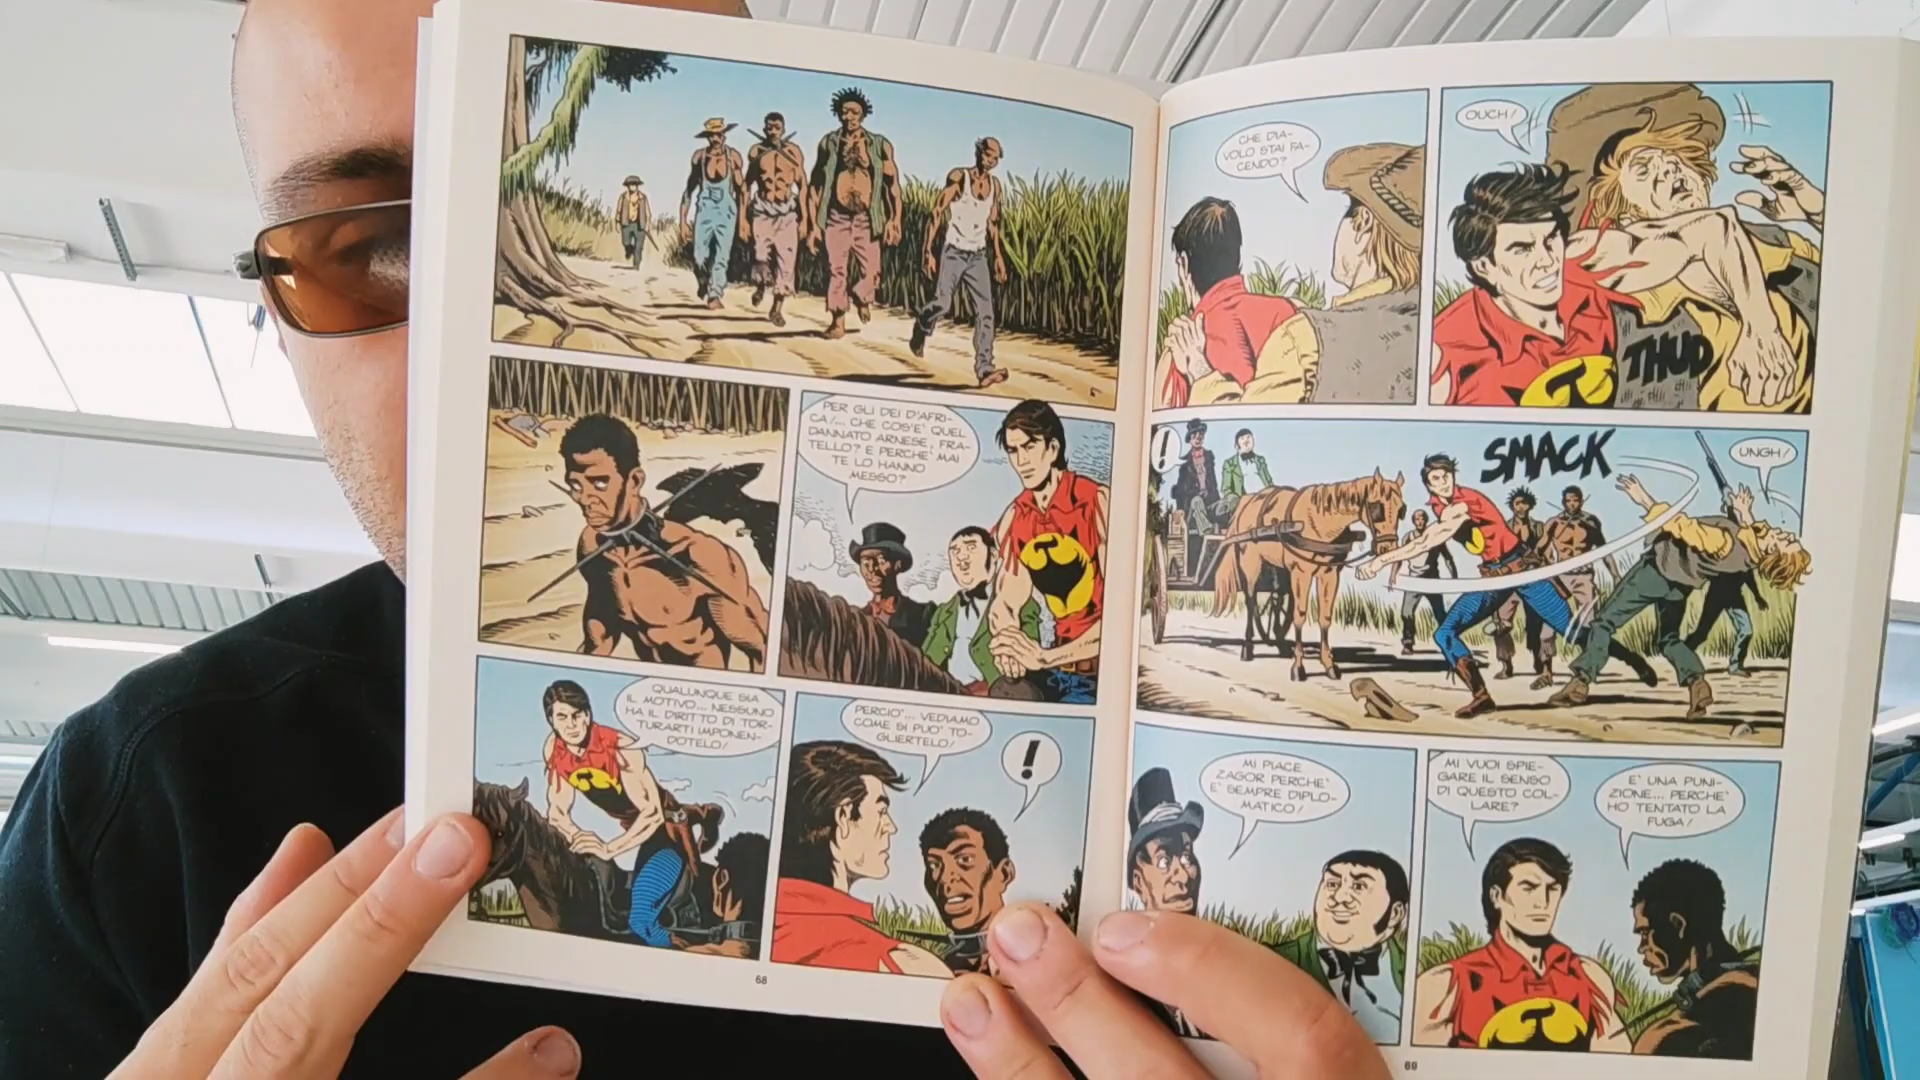 PER GLI DEI D'AFRI-
CA!... CHE COS'E' QUEL
DANNATO ARNESE, FRA-
TELLO? E PERCHE' MAI
TE LO HANNO
MESSO?
QUALUNQUE SIA
IL MOTIVO... NESSUNO
HA IL DIRITTO DI TOR-
TURARTI IMPONEN-
DOTELO!
PERCIO'... VEDIAMO
COME SI PUO' TO-
GLIERTELO!
!
68
CHE DIA-
VOLO STAI FA-
CENDO?
OUCH!
THUD
!
SMACK
UNGH!
MI PIACE
ZAGOR PERCHE'
E' SEMPRE DIPLO-
MATICO!
MI VUOI SPIE-
GARE IL SENSO
DI QUESTO COL-
LARE?
E' UNA PUNI-
ZIONE... PERCHE'
HO TENTATO LA
FUGA!
69